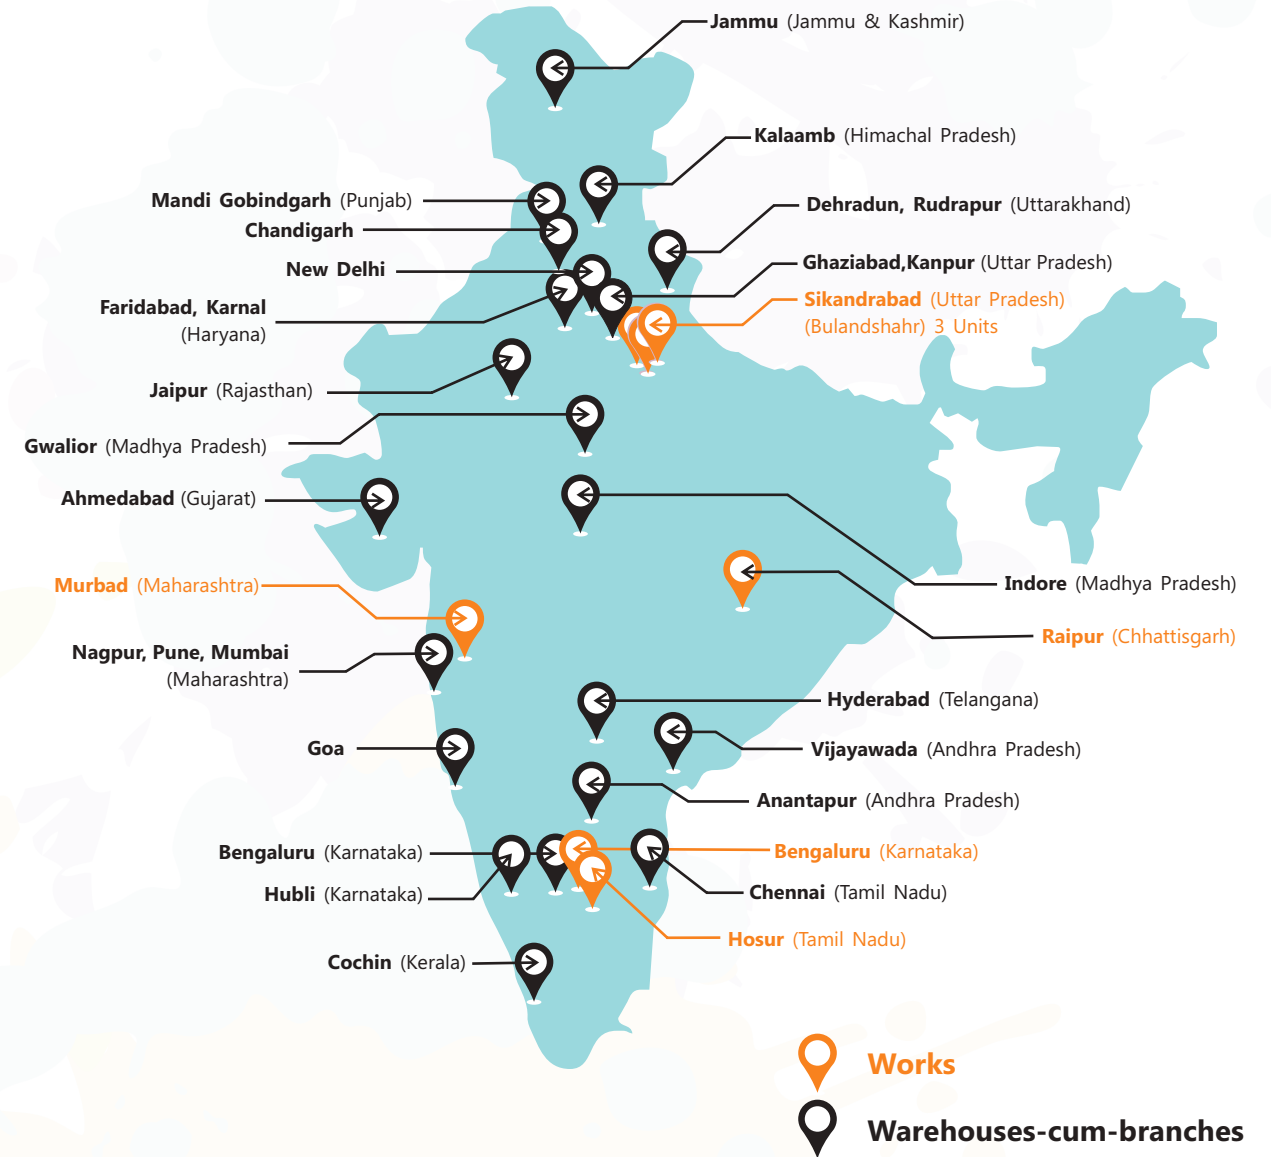 Jammu (Jammu & Kashmir)
Kalaamb (Himachal Pradesh)
Mandi Gobindgarh (Punjab)
Dehradun, Rudrapur (Uttarakhand)
Chandigarh
New Delhi
Ghaziabad,Kanpur (Uttar Pradesh)
Faridabad, Karnal
(Haryana)
Sikandrabad (Uttar Pradesh)
(Bulandshahr) 3 Units
Jaipur (Rajasthan)
Gwalior (Madhya Pradesh)
Ahmedabad (Gujarat)
Murbad (Maharashtra)
Indore (Madhya Pradesh)
Raipur (Chhattisgarh)
Nagpur, Pune, Mumbai
(Maharashtra)
Hyderabad (Telangana)
Goa
Vijayawada (Andhra Pradesh)
Anantapur (Andhra Pradesh)
Bengaluru (Karnataka)
Bengaluru (Karnataka)
Hubli (Karnataka)
Chennai (Tamil Nadu)
Hosur (Tamil Nadu)
Cochin (Kerala)
Works
Warehouses-cum-branches